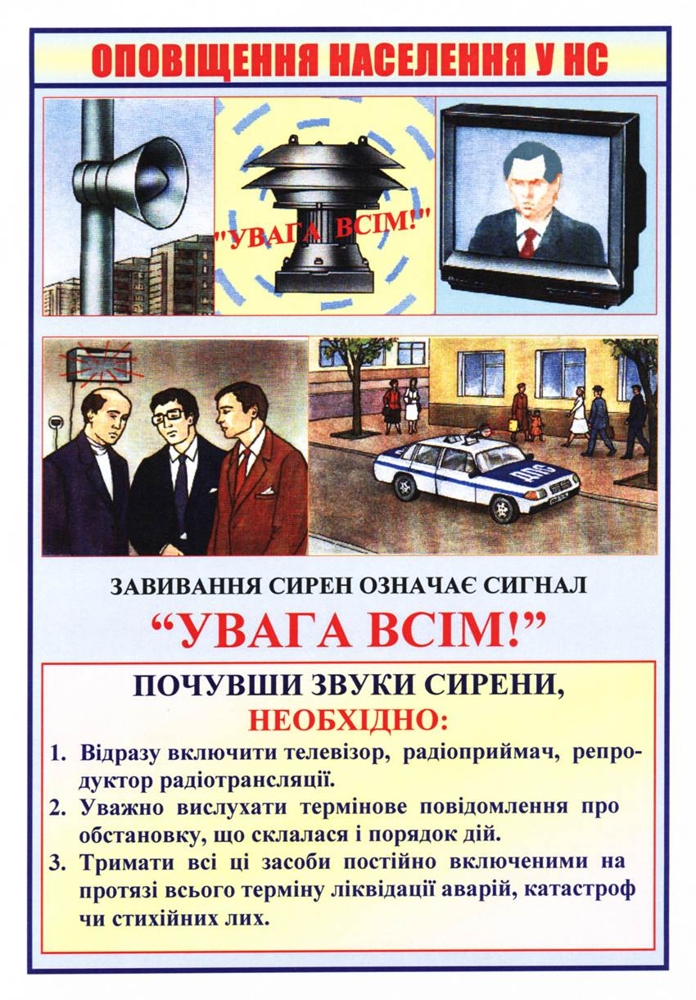 ОПОВІЩЕННЯ НАСЕЛЕННЯ У НС
"УВАГА ВСІМ!"
ДПС
ЗАВИВАННЯ СИРЕН ОЗНАЧАЄ СИГНАЛ
“УВАГА ВСІМ!”
ПОЧУВШИ ЗВУКИ СИРЕНИ,
НЕОБХІДНО:
1. Відразу включити телевізор, радіоприймач, репро-
дуктор радіотрансляції.
2. Уважно вислухати термінове повідомлення про
обстановку, що склалася і порядок дій.
3. Тримати всі ці засоби постійно включеними на
протязі всього терміну ліквідації аварій, катастроф
чи стихійних лих.